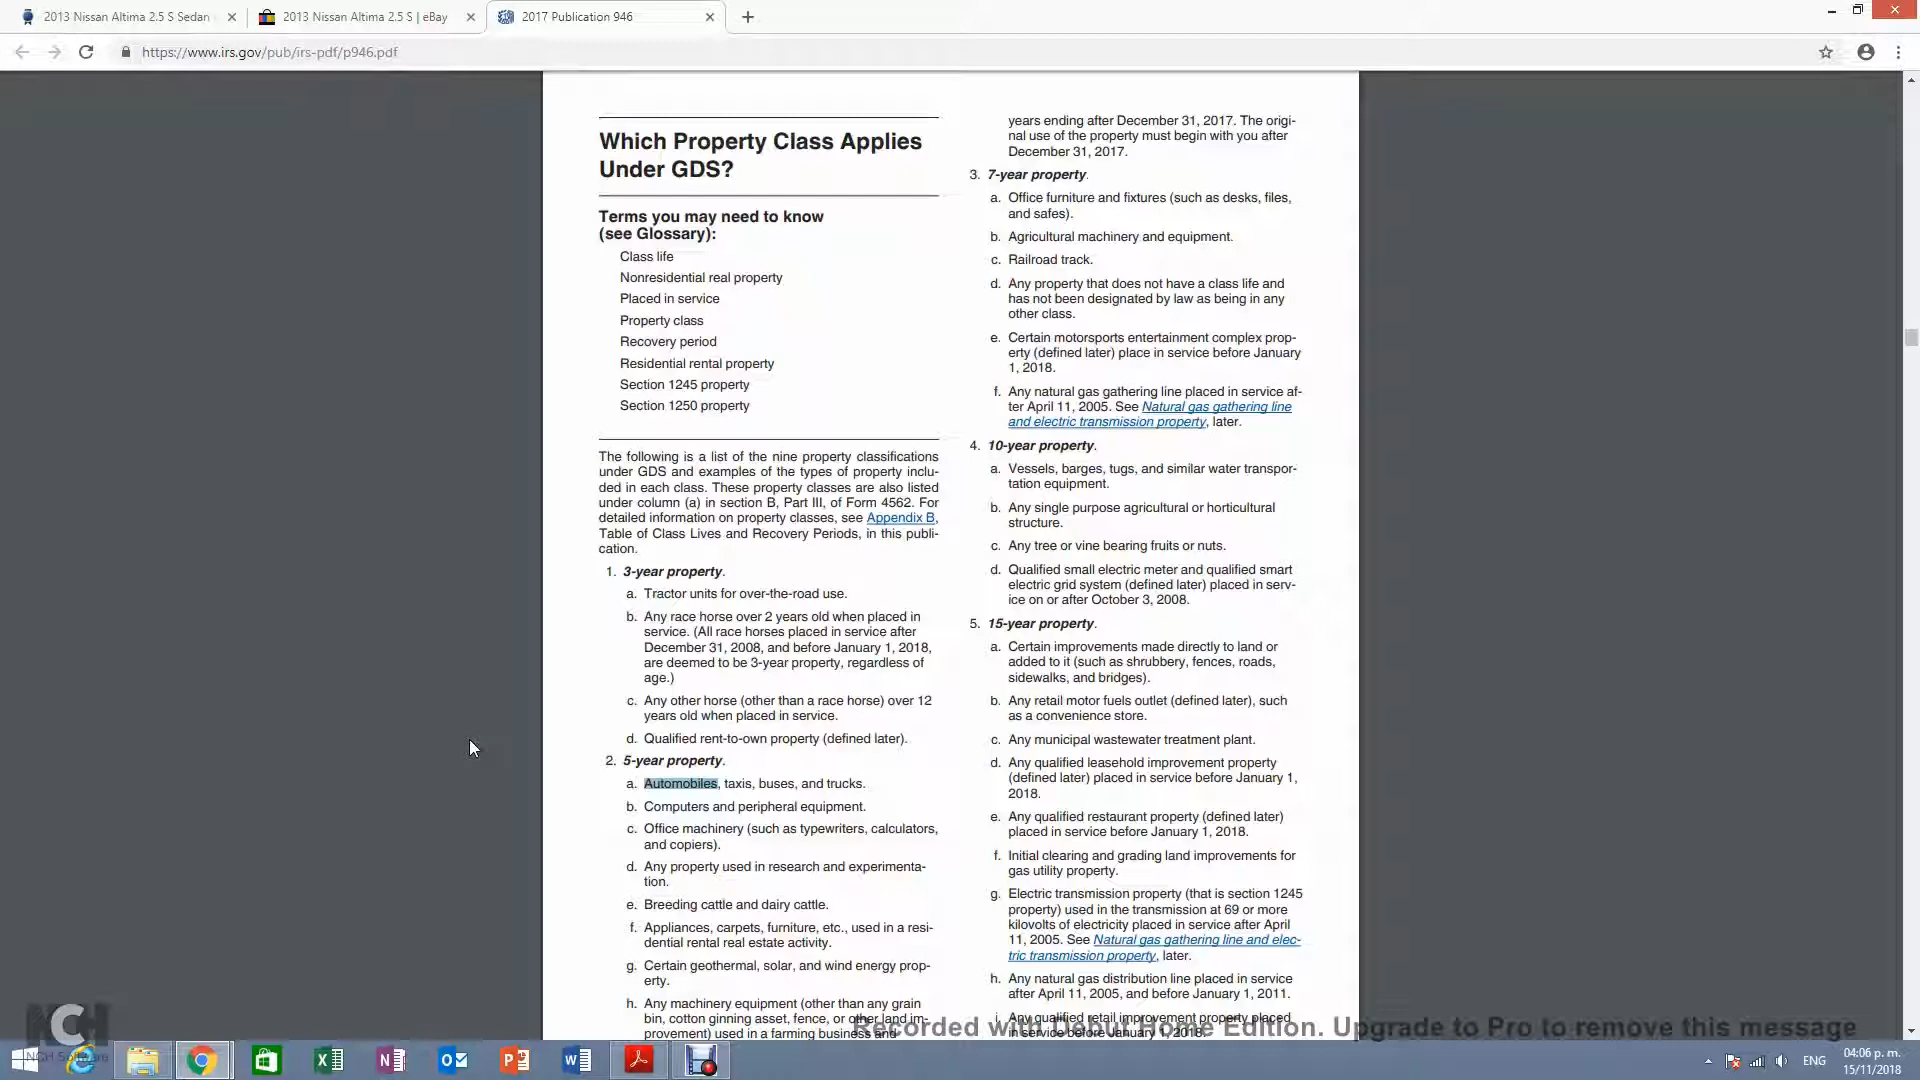 2013 Nissan Altima 2.5 S Sedan
2013 Nissan Altima 2.5 S | eBay
2017 Publication 946
https://www.irs.gov/pub/irs-pdf/p946.pdf
Which Property Class Applies
Under GDS?
Terms you may need to know
(see Glossary):
Class life
Nonresidential real property
Placed in service
Property class
Recovery period
Residential rental property
Section 1245 property
Section 1250 property
The following is a list of the nine property classifications
under GDS and examples of the types of property inclu-
ded in each class. These property classes are also listed
under column (a) in section B, Part III, of Form 4562. For
detailed information on property classes, see Appendix B,
Table of Class Lives and Recovery Periods, in this publi-
cation.
1. 3-year property.
a. Tractor units for over-the-road use.
b. Any race horse over 2 years old when placed in
service. (All race horses placed in service after
December 31, 2008, and before January 1, 2018,
are deemed to be 3-year property, regardless of
age.)
c. Any other horse (other than a race horse) over 12
years old when placed in service.
d. Qualified rent-to-own property (defined later).
2. 5-year property.
a. Automobiles, taxis, buses, and trucks.
b. Computers and peripheral equipment.
c. Office machinery (such as typewriters, calculators,
and copiers).
d. Any property used in research and experimenta-
tion.
e. Breeding cattle and dairy cattle.
f. Appliances, carpets, furniture, etc., used in a resi-
dential rental real estate activity.
g. Certain geothermal, solar, and wind energy prop-
erty.
h. Any machinery equipment (other than any grain
bin, cotton ginning asset, fence, or other land im-
provement) used in a farming business and
years ending after December 31, 2017. The origi-
nal use of the property must begin with you after
December 31, 2017.
3. 7-year property.
a. Office furniture and fixtures (such as desks, files,
and safes).
b. Agricultural machinery and equipment.
c. Railroad track.
d. Any property that does not have a class life and
has not been designated by law as being in any
other class.
e. Certain motorsports entertainment complex prop-
erty (defined later) place in service before January
1, 2018.
f. Any natural gas gathering line placed in service af-
ter April 11, 2005. See Natural gas gathering line
and electric transmission property, later.
4. 10-year property.
a. Vessels, barges, tugs, and similar water transpor-
tation equipment.
b. Any single purpose agricultural or horticultural
structure.
c. Any tree or vine bearing fruits or nuts.
d. Qualified small electric meter and qualified smart
electric grid system (defined later) placed in serv-
ice on or after October 3, 2008.
5. 15-year property.
a. Certain improvements made directly to land or
added to it (such as shrubbery, fences, roads,
sidewalks, and bridges).
b. Any retail motor fuels outlet (defined later), such
as a convenience store.
c. Any municipal wastewater treatment plant.
d. Any qualified leasehold improvement property
(defined later) placed in service before January 1,
2018.
e. Any qualified restaurant property (defined later)
placed in service before January 1, 2018.
f. Initial clearing and grading land improvements for
gas utility property.
g. Electric transmission property (that is section 1245
property) used in the transmission at 69 or more
kilovolts of electricity placed in service after April
11, 2005. See Natural gas gathering line and elec-
tric transmission property, later.
h. Any natural gas distribution line placed in service
after April 11, 2005, and before January 1, 2011.
i. Any qualified retail improvement property placed
in service before January 1, 2018.
Recorded with Debut Home Edition. Upgrade to Pro to remove this message
NCH
NCH Software
ENG
04:06 p. m.
15/11/2018